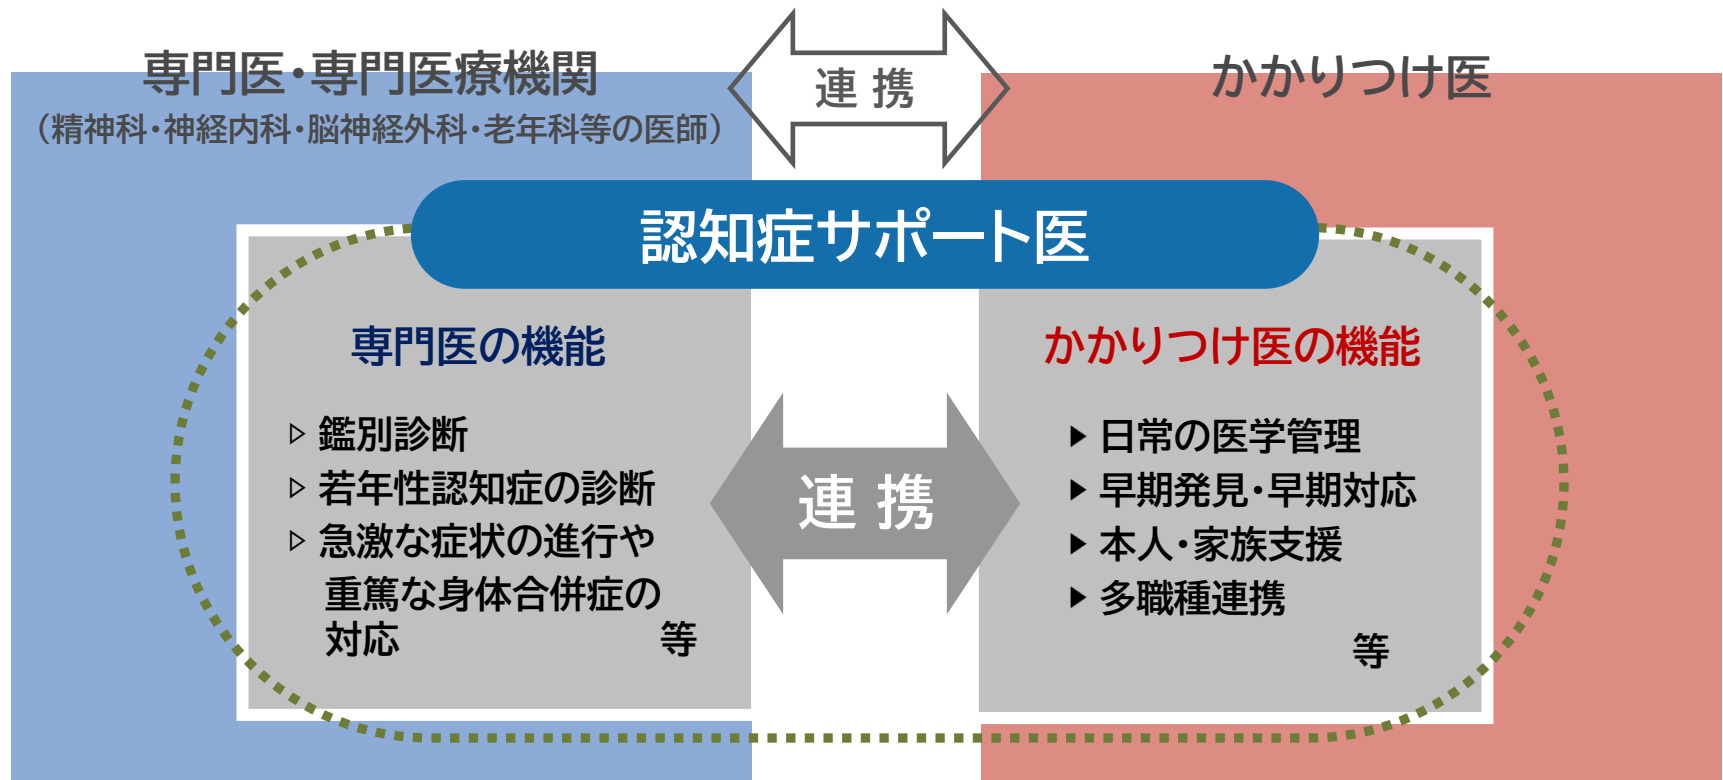 専門医・専門医療機関
（精神科・神経内科・脳神経外科・老年科等の医師）
連 携
かかりつけ医
認知症サポート医
専門医の機能
▷ 鑑別診断
▷ 若年性認知症の診断
▷ 急激な症状の進行や
重篤な身体合併症の
対応 等
連 携
かかりつけ医の機能
▶ 日常の医学管理
▶ 早期発見・早期対応
▶ 本人・家族支援
▶ 多職種連携
等